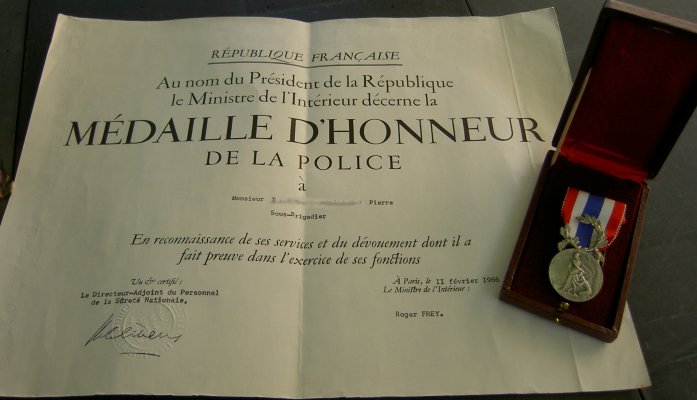 RÉPUBLIQUE FRANÇAISE
Au nom du Président de la République
le Ministre de l'Intérieur décerne la
MÉDAILLE D'HONNEUR
DE LA POLICE
à
Monsieur Pierre
Sous-Brigadier
En reconnaissance de ses services et du dévouement dont il a
fait preuve dans l'exercice de ses fonctions
Vu & certifié :
Le Directeur-Adjoint du Personnel
de la Sûreté Nationale,
À Paris, le 11 février 1966
Le Ministre de l'Intérieur :
Roger FREY.